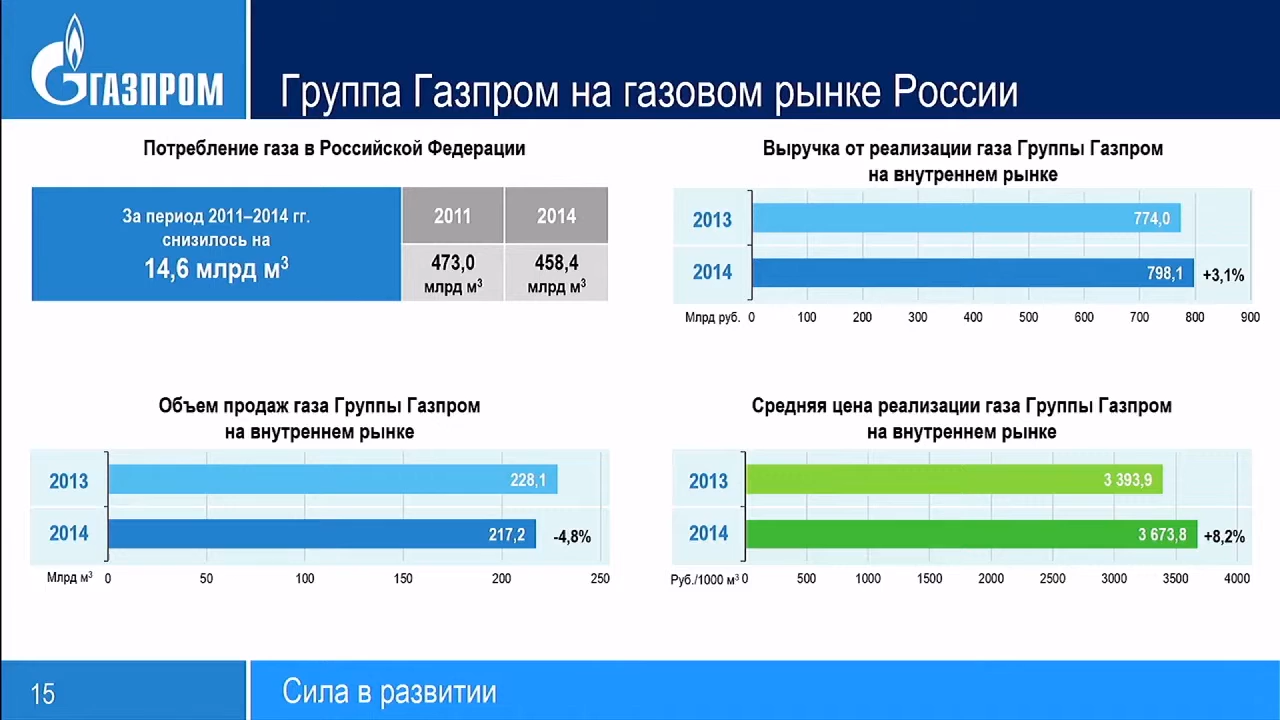 ГАЗПРОМ
Группа Газпром на газовом рынке России
Потребление газа в Российской Федерации
За период 2011–2014 гг.
снизилось на
14,6 млрд м³
2011 2014
473,0 458,4
млрд м³ млрд м³
Выручка от реализации газа Группы Газпром
на внутреннем рынке
2013 774,0
2014 798,1 +3,1%
Млрд руб. 0 100 200 300 400 500 600 700 800 900
Объем продаж газа Группы Газпром
на внутреннем рынке
2013 228,1
2014 217,2 -4,8%
Млрд м³ 0 50 100 150 200 250
Средняя цена реализации газа Группы Газпром
на внутреннем рынке
2013 3 393,9
2014 3 673,8 +8,2%
Руб./1000 м³ 0 500 1000 1500 2000 2500 3000 3500 4000
15
Сила в развитии